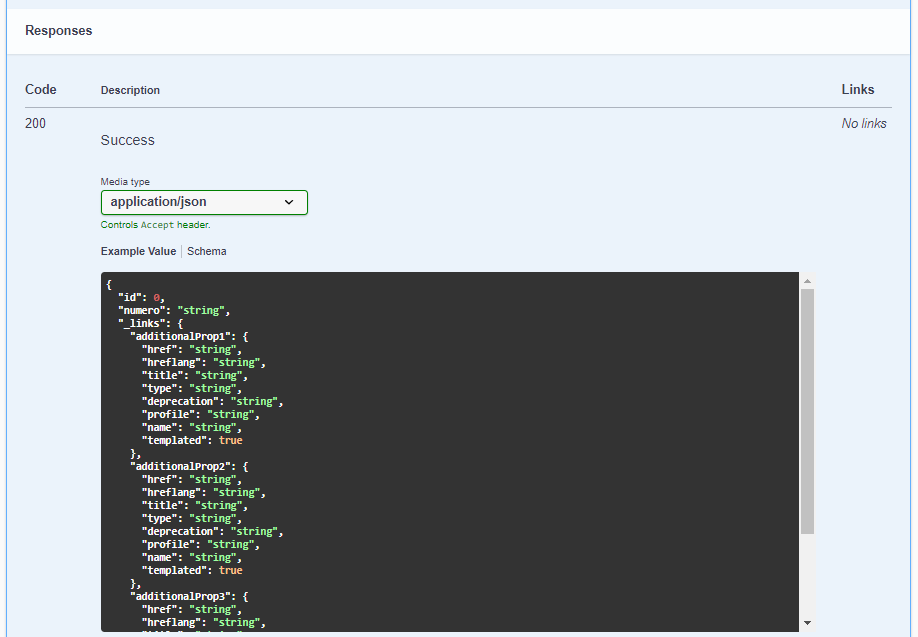 Responses
Code Description Links
200 Success No links
Media type
application/json
Controls Accept header.
Example Value Schema
{
  "id": 0,
  "numero": "string",
  "_links": {
    "additionalProp1": {
      "href": "string",
      "hreflang": "string",
      "title": "string",
      "type": "string",
      "deprecation": "string",
      "profile": "string",
      "name": "string",
      "templated": true
    },
    "additionalProp2": {
      "href": "string",
      "hreflang": "string",
      "title": "string",
      "type": "string",
      "deprecation": "string",
      "profile": "string",
      "name": "string",
      "templated": true
    },
    "additionalProp3": {
      "href": "string",
      "hreflang": "string",